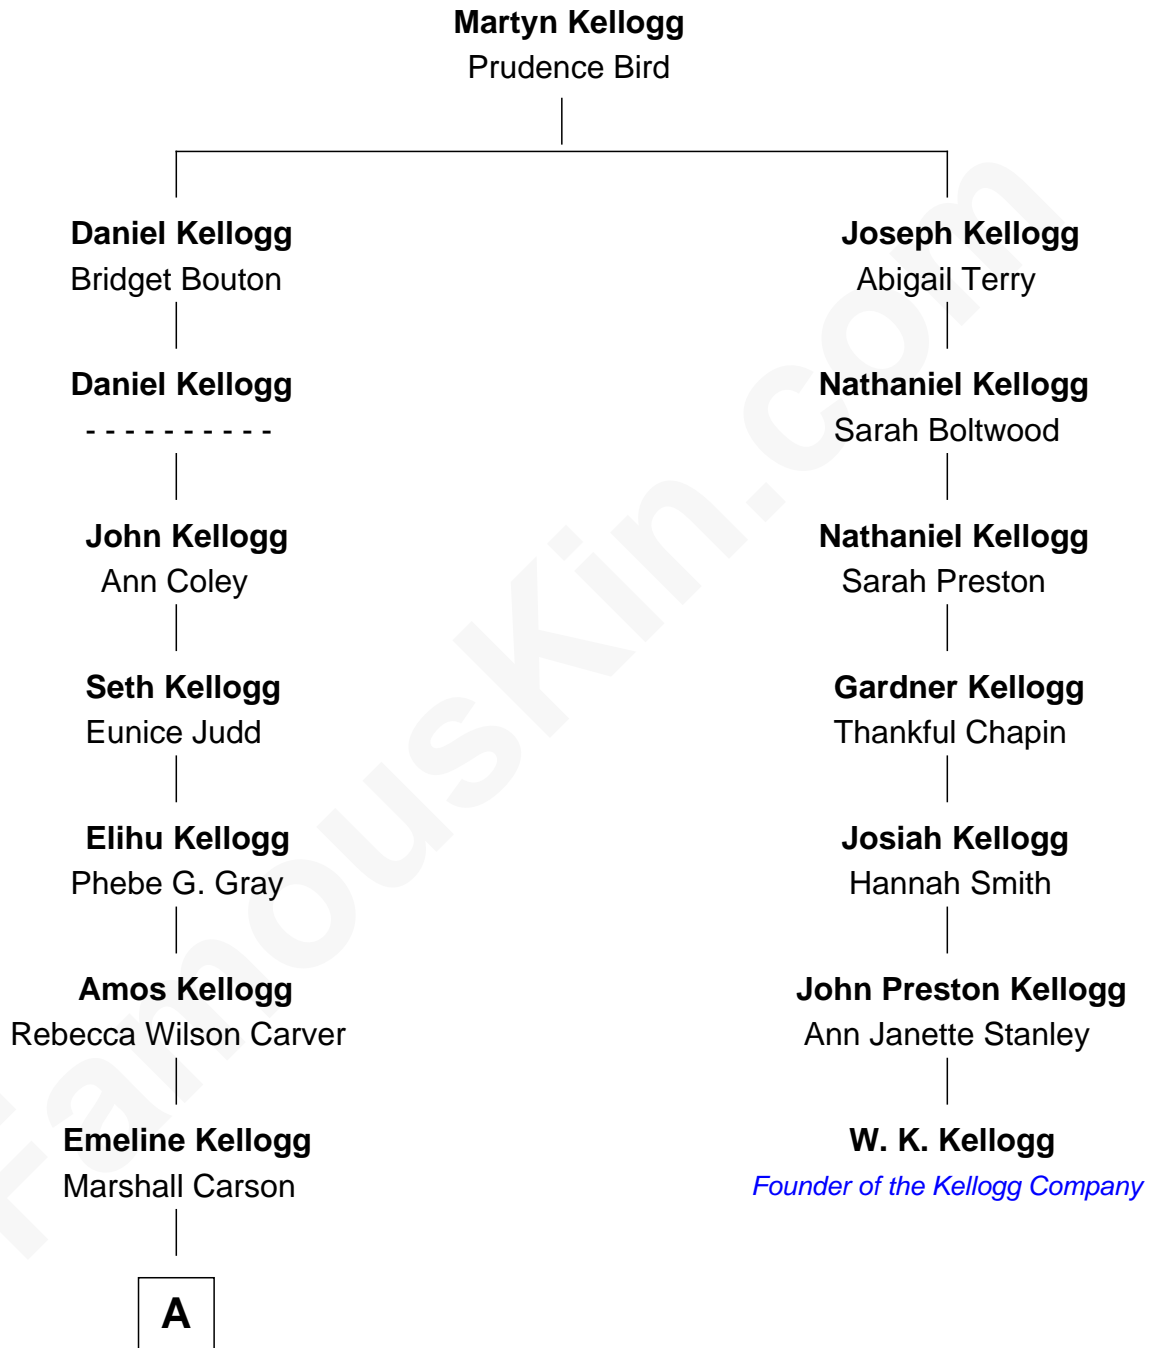 Martyn Kellogg
Prudence Bird
Daniel Kellogg
Bridget Bouton
Joseph Kellogg
Abigail Terry
Daniel Kellogg
- - - - - - - - - -
Nathaniel Kellogg
Sarah Boltwood
John Kellogg
Ann Coley
Nathaniel Kellogg
Sarah Preston
Seth Kellogg
Eunice Judd
Gardner Kellogg
Thankful Chapin
Elihu Kellogg
Phebe G. Gray
Josiah Kellogg
Hannah Smith
Amos Kellogg
Rebecca Wilson Carver
John Preston Kellogg
Ann Janette Stanley
Emeline Kellogg
Marshall Carson
W. K. Kellogg
Founder of the Kellogg Company
A
FamousKin.com